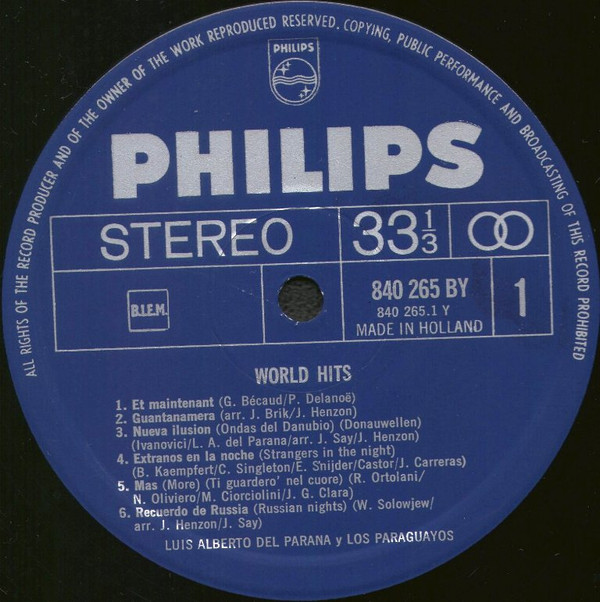 ALL RIGHTS OF THE RECORD PRODUCER AND OF THE OWNER OF THE WORK REPRODUCED RESERVED. COPYING, PUBLIC PERFORMANCE AND BROADCASTING OF THIS RECORD PROHIBITED
PHILIPS
PHILIPS
STEREO
33 1/3
B.I.E.M.
840 265 BY
840 265.1 Y
MADE IN HOLLAND
1
WORLD HITS
1. Et maintenant (G. Bécaud/P. Delanoë)
2. Guantanamera (arr. J. Brik/J. Henzon)
3. Nueva ilusion (Ondas del Danubio) (Donauwellen)
(Ivanovici/L. A. del Parana/arr. J. Say/J. Henzon)
4. Extranos en la noche (Strangers in the night)
(B. Kaempfert/C. Singleton/E. Snijder/Castor/J. Carreras)
5. Mas (More) (Ti guardero' nel cuore) (R. Ortolani/
N. Oliviero/M. Ciorciolini/J. G. Clara)
6. Recuerdo de Russia (Russian nights) (W. Solowjew/
arr. J. Henzon/J. Say)
LUIS ALBERTO DEL PARANA y LOS PARAGUAYOS